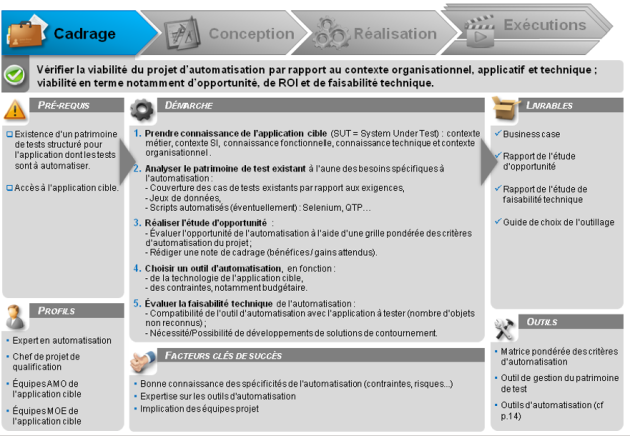 Cadrage
Conception
Réalisation
Exécutions
Vérifier la viabilité du projet d'automatisation par rapport au contexte organisationnel, applicatif et technique ;
viabilité en terme notamment d'opportunité, de ROI et de faisabilité technique.
PRÉ-REQUIS
Existence d'un patrimoine
de tests structuré pour
l'application dont les tests
sont à automatiser.
Accès à l'application cible.
DÉMARCHE
1. Prendre connaissance de l'application cible (SUT = System Under Test) : contexte
métier, contexte SI, connaissance fonctionnelle, connaissance technique et contexte
organisationnel .
2. Analyser le patrimoine de test existant à l'aune des besoins spécifiques à
l'automatisation :
- Couverture des cas de tests existants par rapport aux exigences,
- Jeux de données,
- Scripts automatisés (éventuellement) : Selenium, QTP…
3. Réaliser l'étude d'opportunité :
- Évaluer l'opportunité de l'automatisation à l'aide d'une grille pondérée des critères
d'automatisation du projet ;
- Rédiger une note de cadrage (bénéfices / gains attendus).
4. Choisir un outil d'automatisation, en fonction :
- de la technologie de l'application cible,
- des contraintes, notamment budgétaire.
5. Évaluer la faisabilité technique de l'automatisation :
- Compatibilité de l'outil d'automatisation avec l'application à tester (nombre d'objets
non reconnus) ;
- Nécessité/Possibilité de développements de solutions de contournement.
LIVRABLES
Business case
Rapport de l'étude
d'opportunité
Rapport de l'étude de
faisabilité technique
Guide de choix de l'outillage
PROFILS
• Expert en automatisation
• Chef de projet de
qualification
• Équipes AMO de
l'application cible
• Équipes MOE de
l'application cible
FACTEURS CLÉS DE SUCCÈS
• Bonne connaissance des spécificités de l'automatisation (contraintes, risques...)
• Expertise sur les outils d'automatisation
• Implication des équipes projet
OUTILS
• Matrice pondérée des critères
d'automatisation
• Outil de gestion du patrimoine
de test
• Outils d'automatisation (cf
p.14)